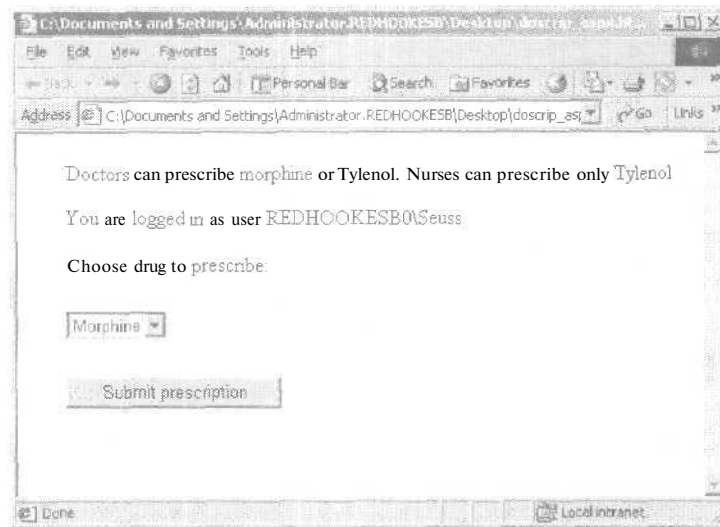 C:\Documents and Settings\Administrator.REDHOOKESB\Desktop\doscrip_aspx.
File Edit View Favorites Tools Help
Back Personal Bar Search Favorites
Address C:\Documents and Settings\Administrator.REDHOOKESB\Desktop\doscrip_asp Go Links »
Doctors can prescribe morphine or Tylenol. Nurses can prescribe only Tylenol
You are logged in as user REDHOOKESB0\Seuss
Choose drug to prescribe:
Morphine
Submit prescription
Done Local intranet